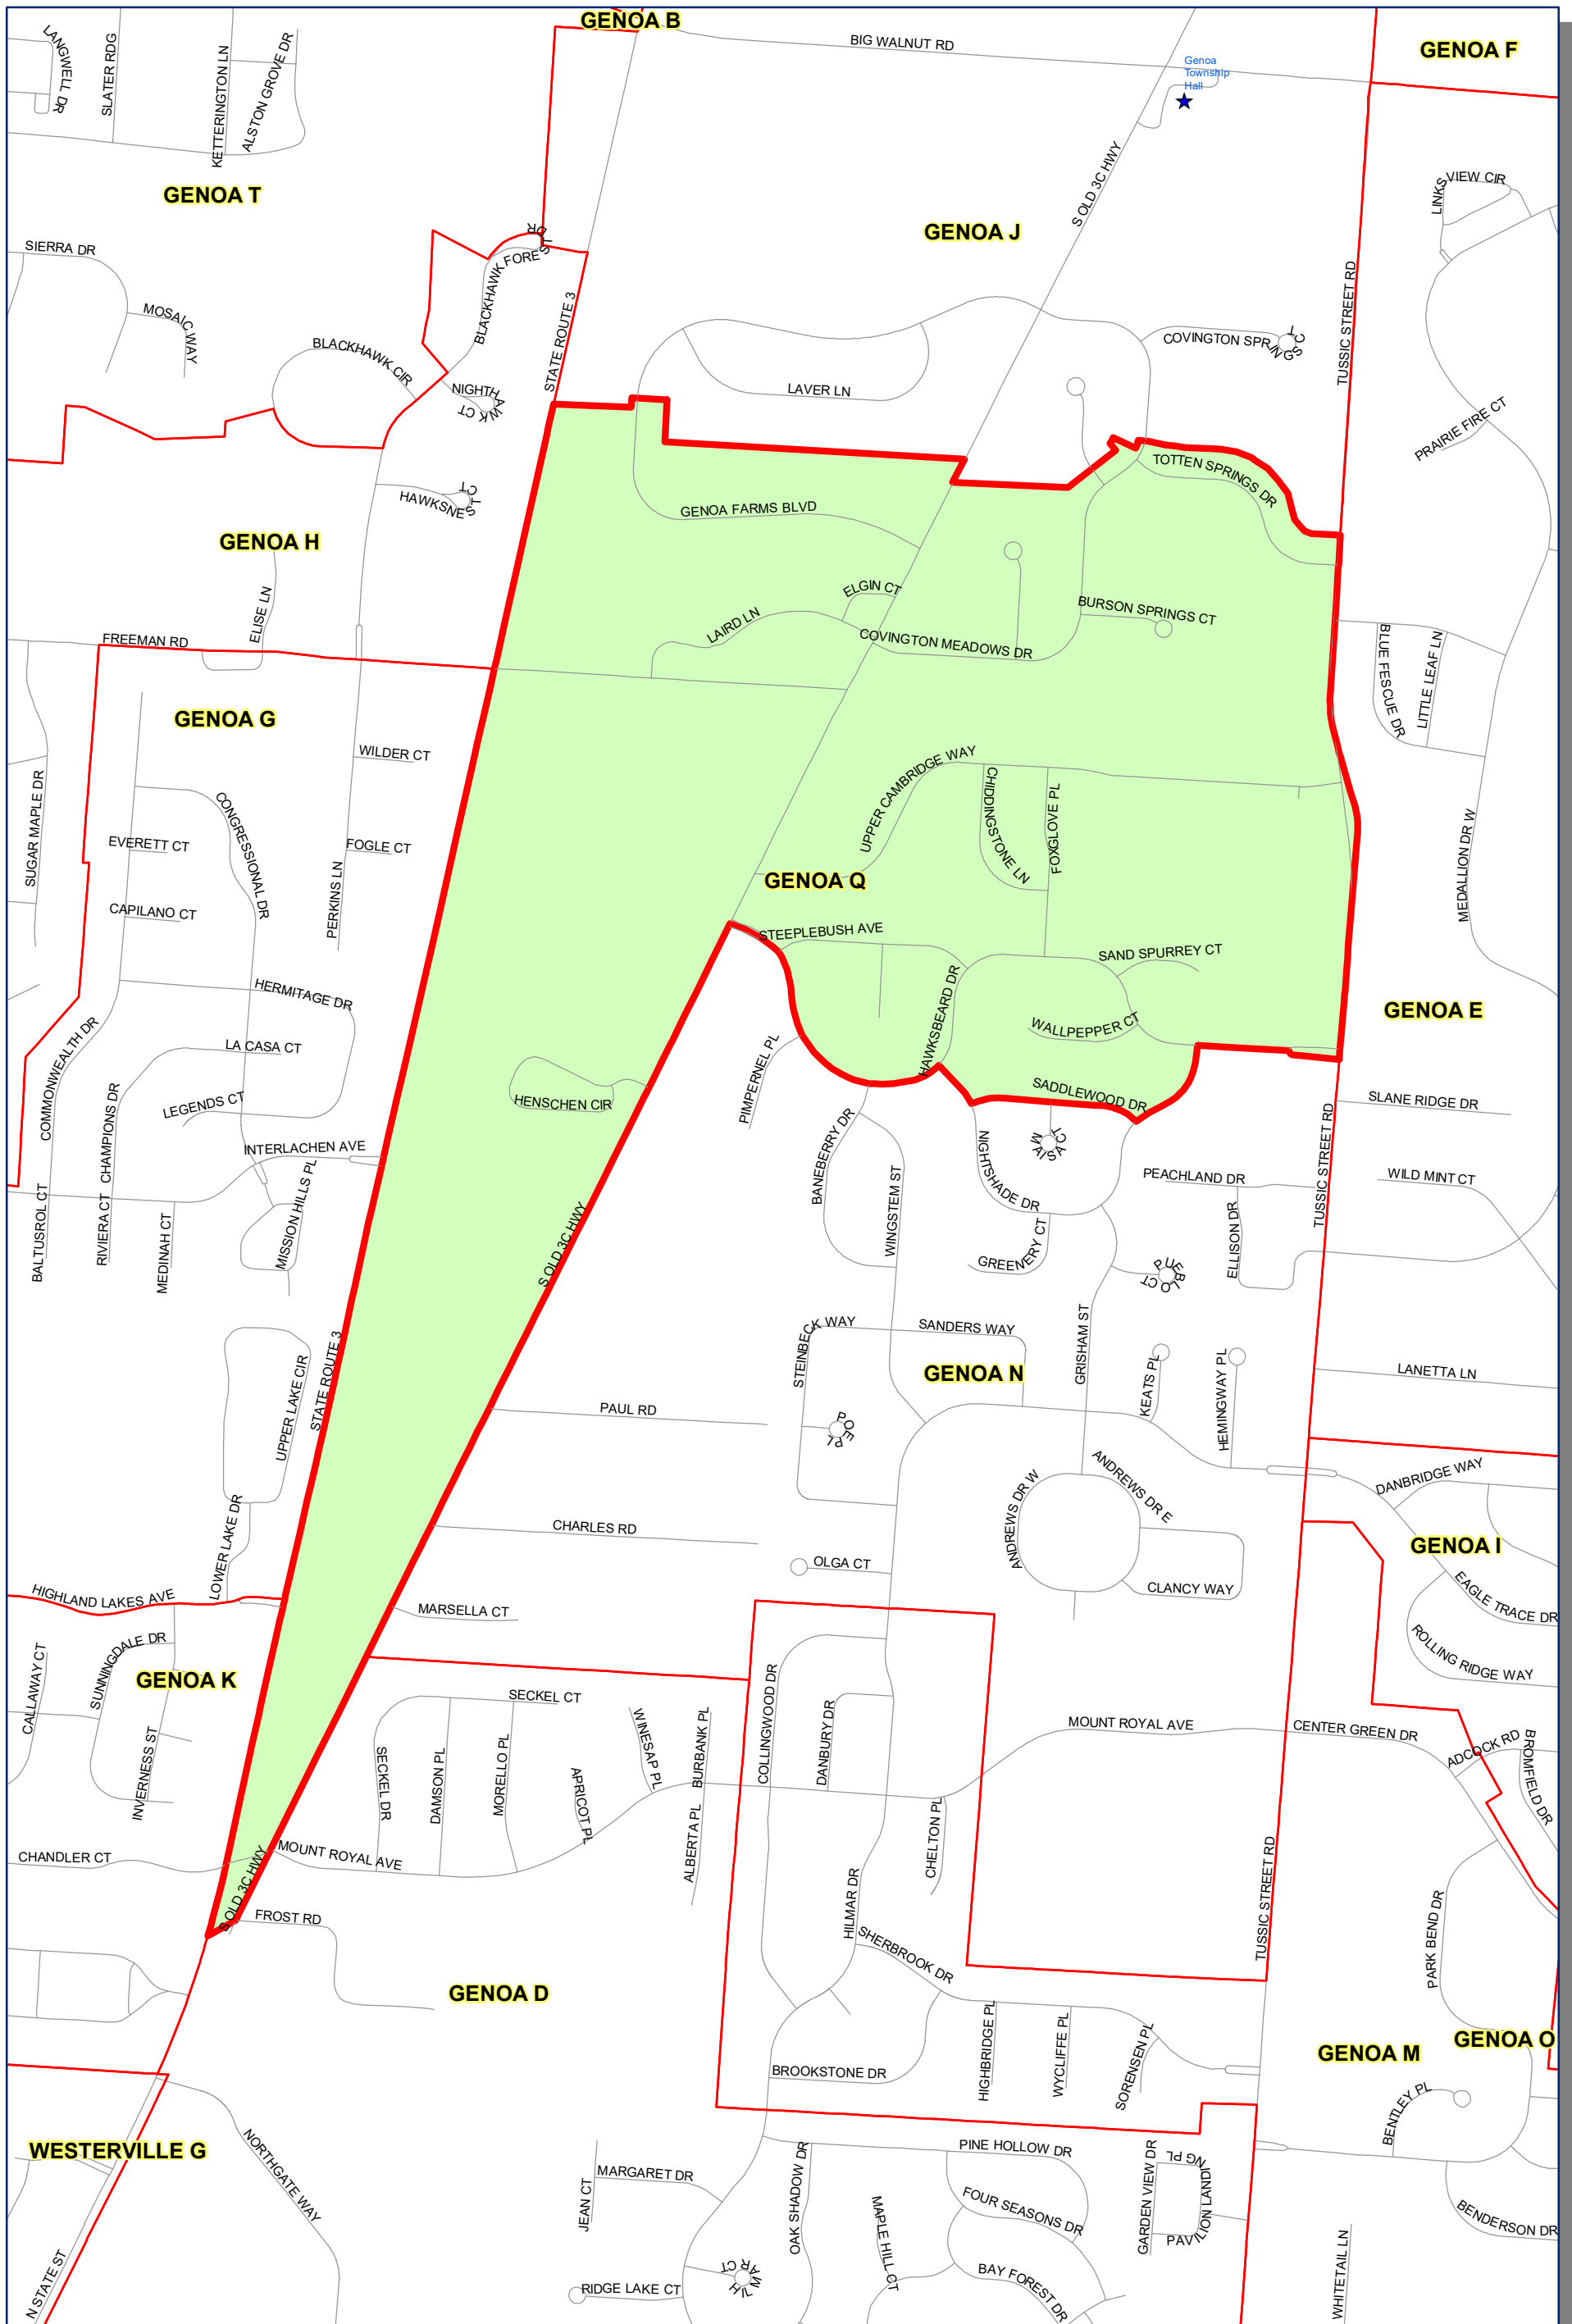 GENOA B
BIG WALNUT RD
GENOA F
Genoa
Township
Hall
LANGWELL DR
SLATER RDG
KETTERINGTON LN
ALSTON GROVE DR
GENOA T
LINKS VIEW CIR
S OLD 3C HWY
GENOA J
SIERRA DR
BLACKHAWK FOREST DR
TUSSIC STREET RD
MOSAIC WAY
STATE ROUTE 3
BLACKHAWK CIR
COVINGTON SPRINGS CT
NIGHTHAWK CT
LAVER LN
PRAIRIE FIRE CT
TOTTEN SPRINGS DR
HAWKSNEST CT
GENOA FARMS BLVD
GENOA H
ELGIN CT
ELISE LN
LAIRD LN
BURSON SPRINGS CT
FREEMAN RD
COVINGTON MEADOWS DR
BLUE FESCUE DR
LITTLE LEAF LN
GENOA G
WILDER CT
UPPER CAMBRIDGE WAY
CHIDDINGSTONE LN
FOXGLOVE PL
SUGAR MAPLE DR
CONGRESSIONAL DR
EVERETT CT
FOGLE CT
MEDALLION DR W
GENOA Q
PERKINS LN
CAPILANO CT
STEEPLEBUSH AVE
SAND SPURREY CT
HERMITAGE DR
HAWKSBEARD DR
GENOA E
COMMONWEALTH DR
LA CASA CT
WALLPEPPER CT
PIMPERNEL PL
HENSCHEN CIR
SADDLEWOOD DR
LEGENDS CT
CHAMPIONS DR
SLANE RIDGE DR
INTERLACHEN AVE
BANEBERRY DR
MAISA CT
NIGHTSHADE DR
TUSSIC STREET RD
BALTUSROL CT
RIVIERA CT
MEDINAH CT
MISSION HILLS PL
WINGSTEM ST
PEACHLAND DR
WILD MINT CT
GREENERY CT
ELLISON DR
PUEBLO CT
S OLD 3C HWY
STEINBECK WAY
SANDERS WAY
GRISHAM ST
GENOA N
STATE ROUTE 3
UPPER LAKE CIR
KEATS PL
HEMINGWAY PL
LANETTA LN
PAUL RD
POE PL
ANDREWS DR W
ANDREWS DR E
DANBRIDGE WAY
LOWER LAKE DR
CHARLES RD
GENOA I
OLGA CT
CLANCY WAY
EAGLE TRACE DR
HIGHLAND LAKES AVE
MARSELLA CT
ROLLING RIDGE WAY
CALLAWAY CT
SUNNINGDALE DR
GENOA K
SECKEL CT
COLLINGWOOD DR
DANBURY DR
MOUNT ROYAL AVE
CENTER GREEN DR
ADCOCK RD
BROMFIELD DR
INVERNESS ST
SECKEL DR
DAMSON PL
MORELLO PL
APRICOT PL
WINESAP PL
BURBANK PL
ALBERTA PL
CHELTON PL
CHANDLER CT
MOUNT ROYAL AVE
S OLD 3C HWY
HILMAR DR
TUSSIC STREET RD
FROST RD
PARK BEND DR
SHERBROOK DR
GENOA D
HIGHBRIDGE PL
WYCLIFFE PL
SORENSEN PL
GENOA M
GENOA O
BROOKSTONE DR
BENTLEY PL
WESTERVILLE G
NORTHGATE WAY
MARGARET DR
JEAN CT
OAK SHADOW DR
PINE HOLLOW DR
GARDEN VIEW DR
PAVILION LANDING PL
FOUR SEASONS DR
MAPLE HILL CT
BENDERSON DR
WHITETAIL LN
N STATE ST
RIDGE LAKE CT
BAY FOREST DR